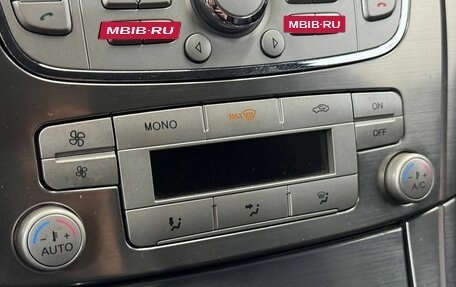 MBIB-RU
MBIB-RU
MONO
MAX
ON
OFF
- +
AUTO
- +
A/C